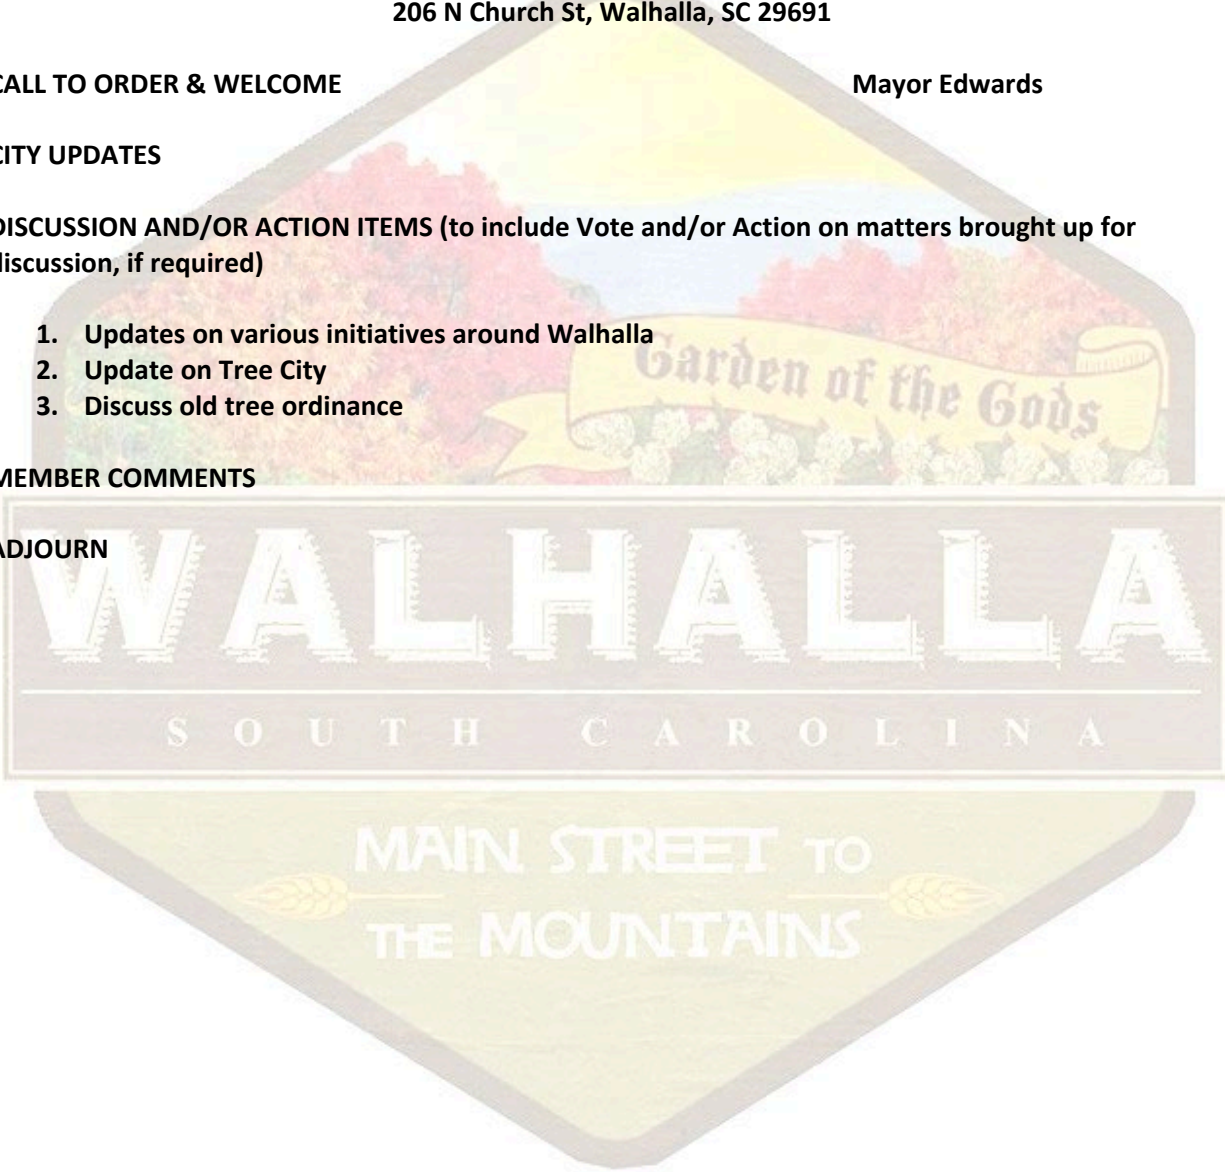 206 N Church St, Walhalla, SC 29691
CALL TO ORDER & WELCOME Mayor Edwards
CITY UPDATES
DISCUSSION AND/OR ACTION ITEMS (to include Vote and/or Action on matters brought up for
discussion, if required)
1. Updates on various initiatives around Walhalla
2. Update on Tree City
3. Discuss old tree ordinance
Garden of the Gods
MEMBER COMMENTS
ADJOURN
WALHALLA
SOUTH CAROLINA
MAIN STREET TO
THE MOUNTAINS